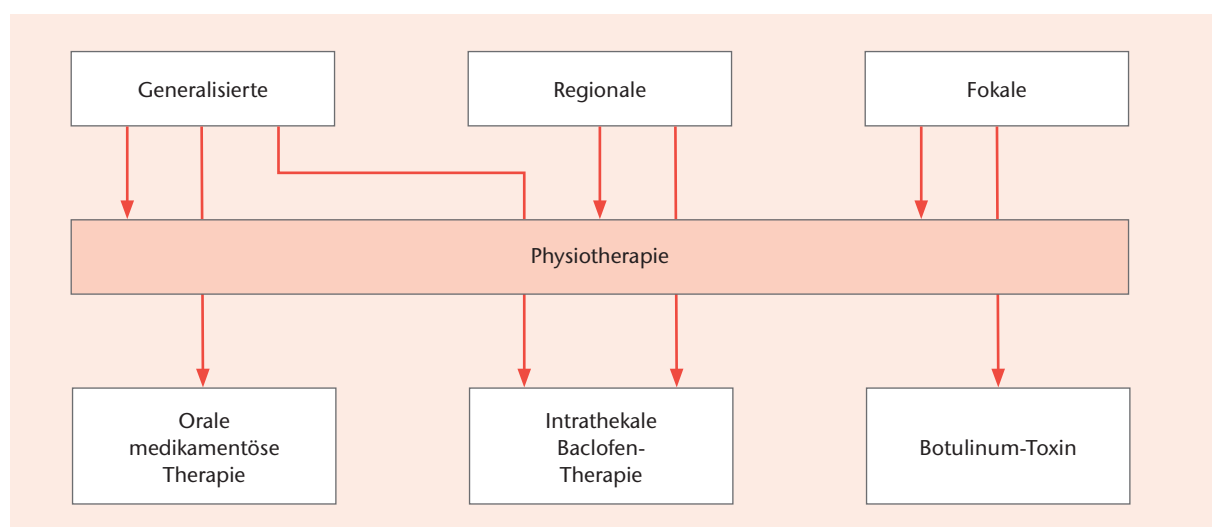 Generalisierte
Regionale
Fokale
Physiotherapie
Orale
medikamentöse
Therapie
Intrathekale
Baclofen-
Therapie
Botulinum-Toxin